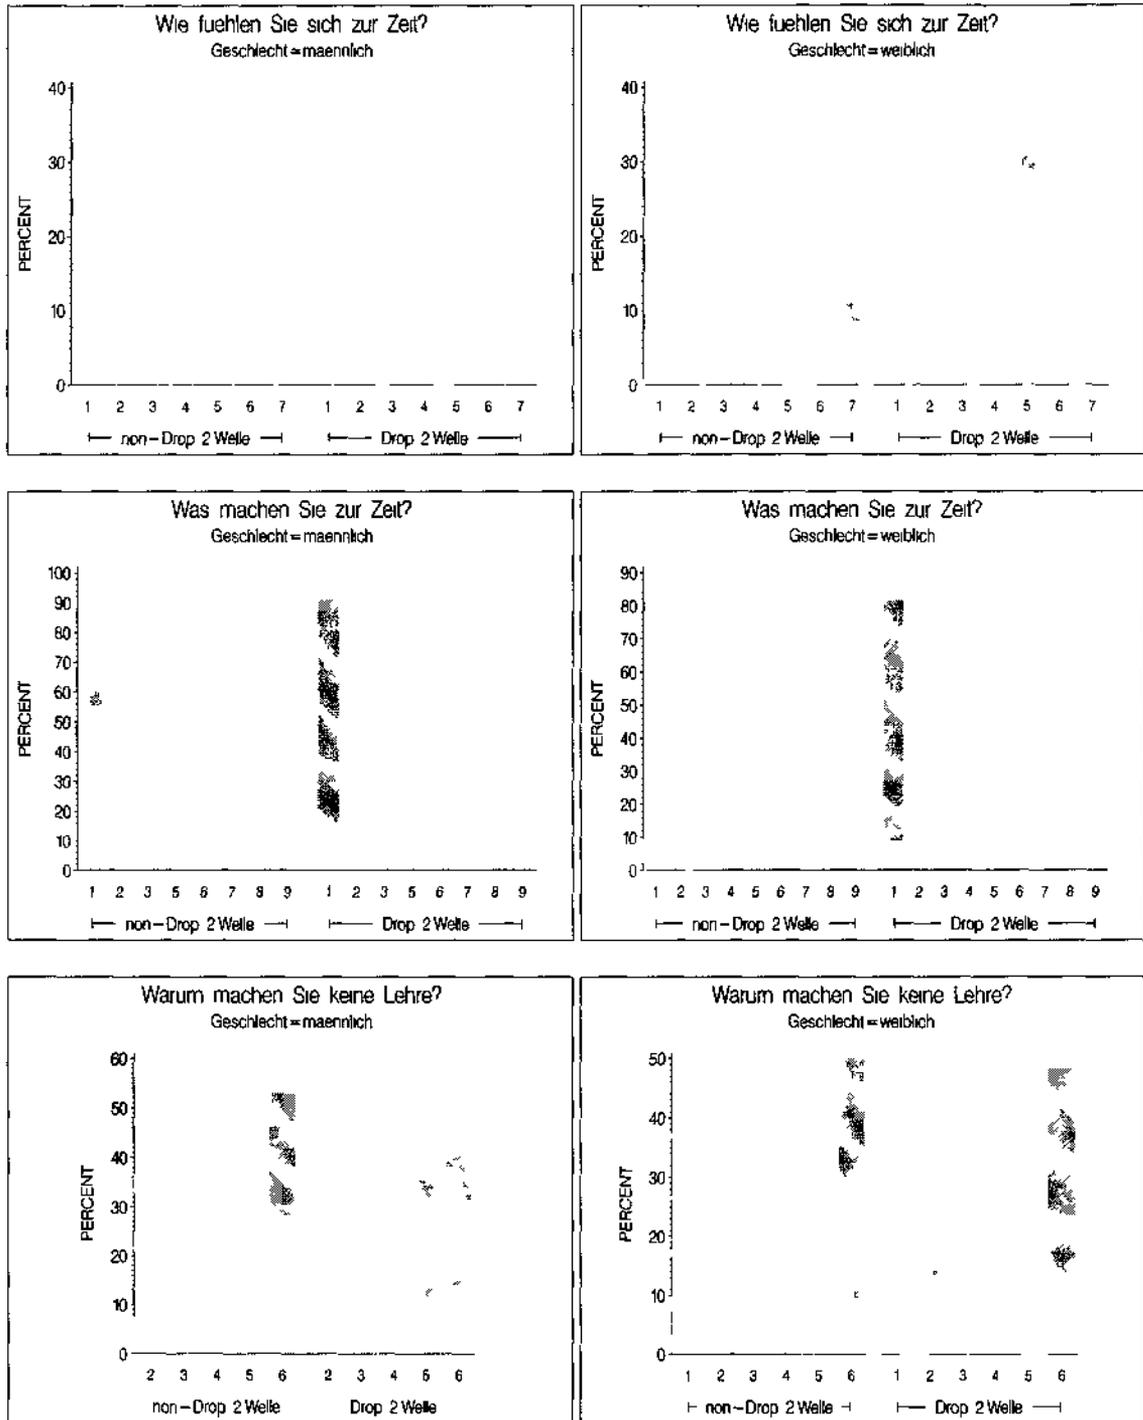 Wie fuehlen Sie sich zur Zeit?
Geschlecht=maennlich
40
30
20
10
0
PERCENT
1 2 3 4 5 6 7 1 2 3 4 5 6 7
non-Drop 2 Welle Drop 2 Welle
Wie fuehlen Sie sich zur Zeit?
Geschlecht=weiblich
40
30
20
10
0
PERCENT
1 2 3 4 5 6 7 1 2 3 4 5 6 7
non-Drop 2 Welle Drop 2 Welle
Was machen Sie zur Zeit?
Geschlecht=maennlich
100
90
80
70
60
50
40
30
20
10
0
PERCENT
1 2 3 5 6 7 8 9 1 2 3 5 6 7 8 9
non-Drop 2 Welle Drop 2 Welle
Was machen Sie zur Zeit?
Geschlecht=weiblich
90
80
70
60
50
40
30
20
10
0
PERCENT
1 2 3 4 5 6 7 8 9 1 2 3 4 5 6 7 8 9
non-Drop 2 Welle Drop 2 Welle
Warum machen Sie keine Lehre?
Geschlecht=maennlich
60
50
40
30
20
10
0
PERCENT
2 3 4 5 6 2 3 4 5 6
non-Drop 2 Welle Drop 2 Welle
Warum machen Sie keine Lehre?
Geschlecht=weiblich
50
40
30
20
10
0
PERCENT
1 2 3 4 5 6 1 2 3 4 5 6
non-Drop 2 Welle Drop 2 Welle